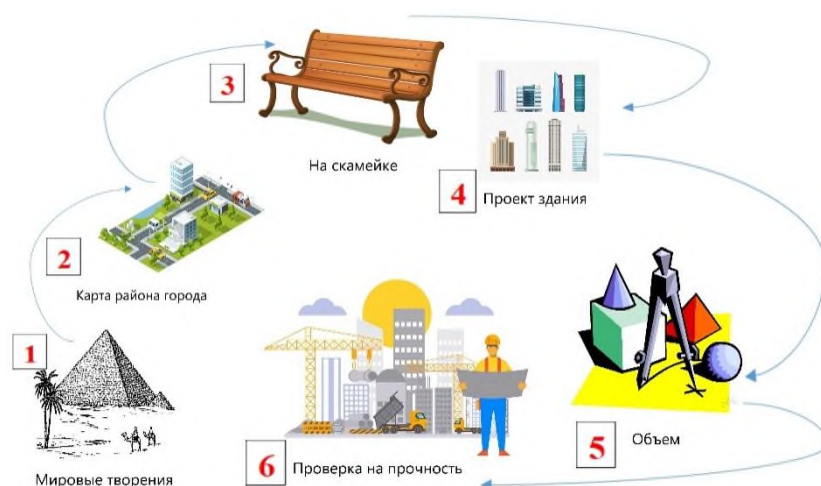 1
Мировые творения
2
Карта района города
3
На скамейке
4
Проект здания
5
Объем
6
Проверка на прочность